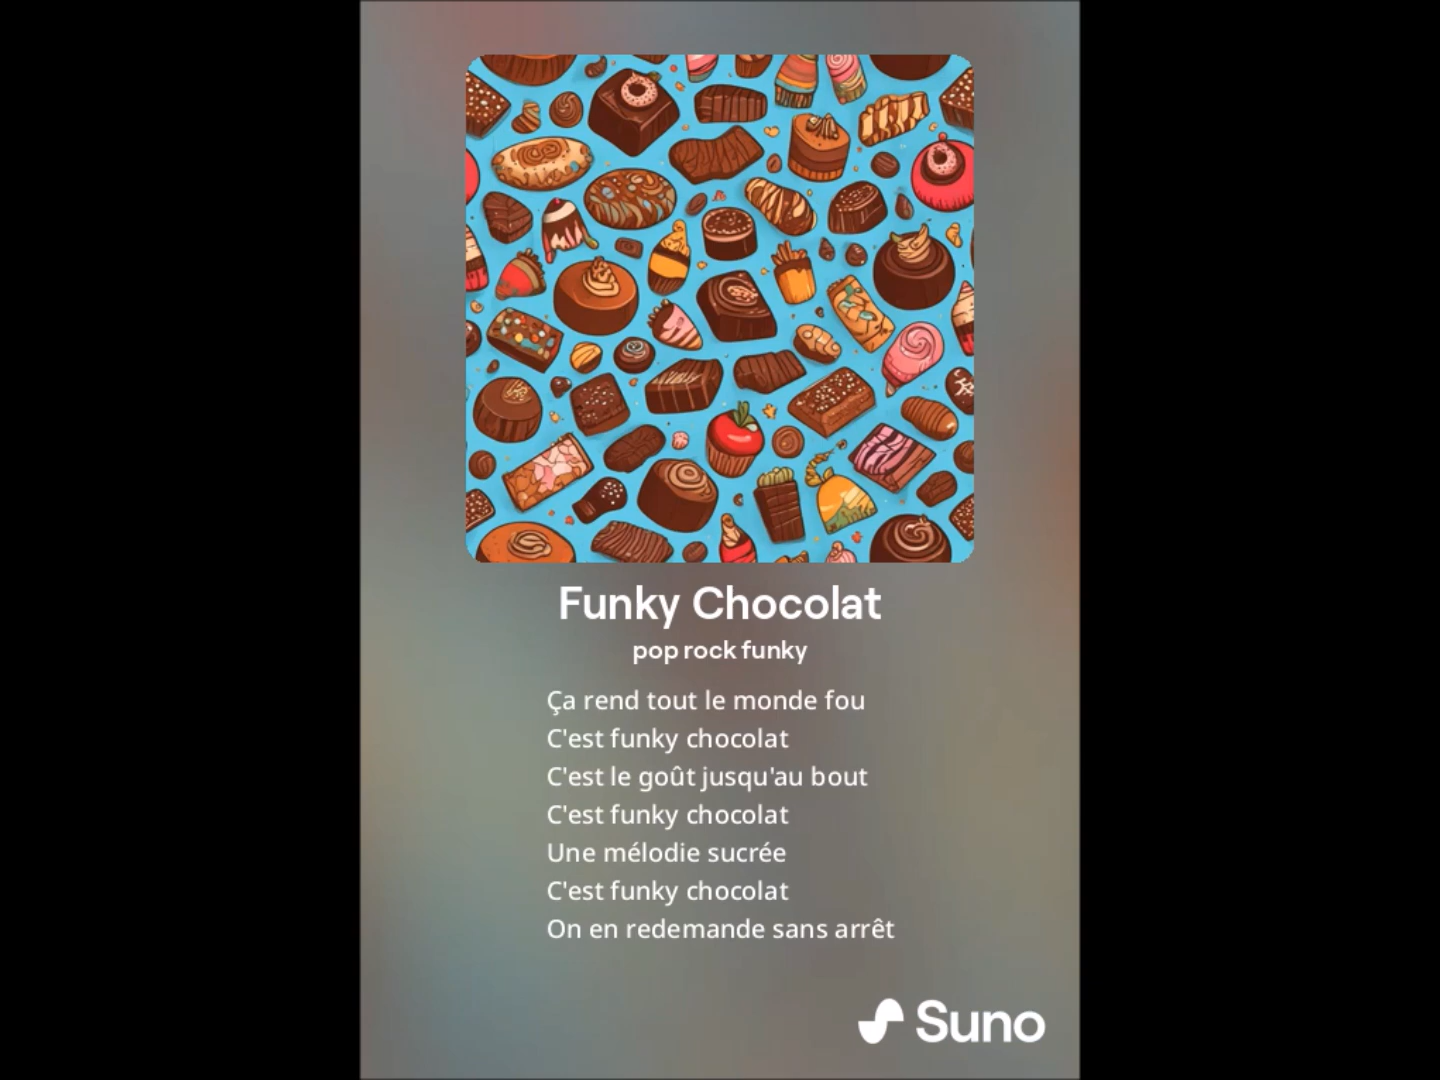 Funky Chocolat
pop rock funky
Ça rend tout le monde fou
C'est funky chocolat
C'est le goût jusqu'au bout
C'est funky chocolat
Une mélodie sucrée
C'est funky chocolat
On en redemande sans arrêt
Suno